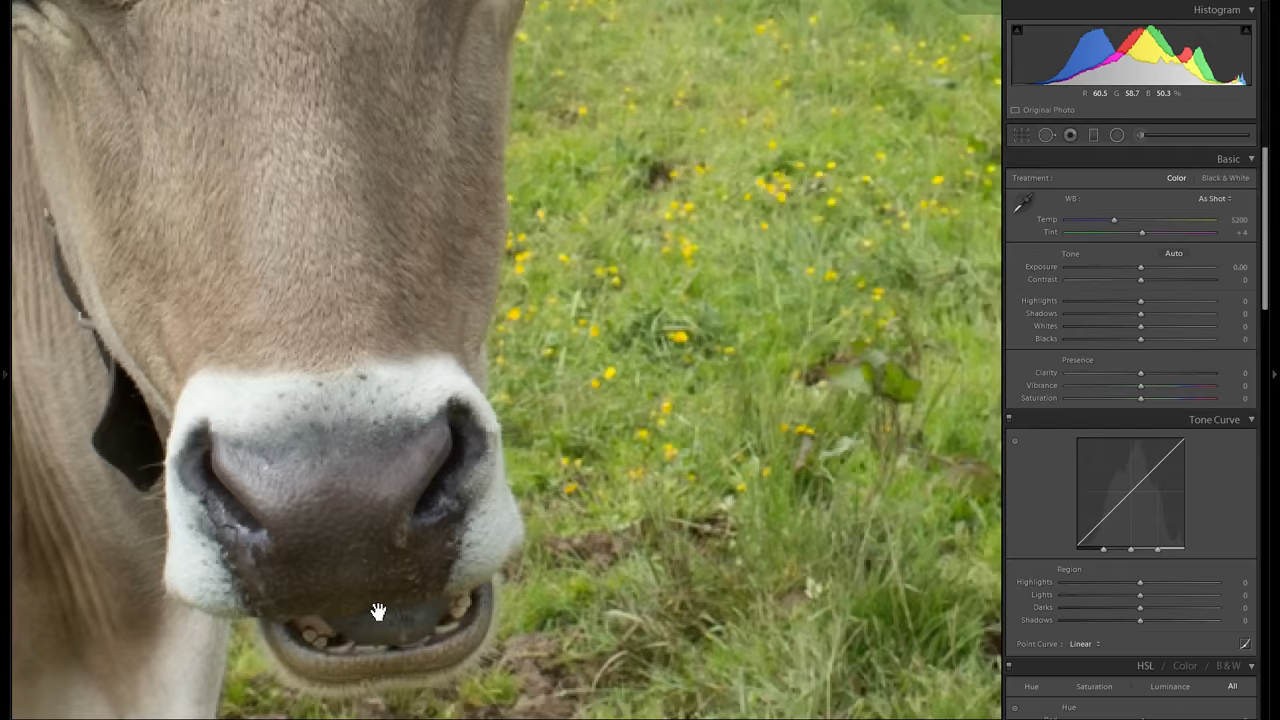 Histogram
R 60.5 G 58.7 B 50.3 %
Original Photo
Basic
Treatment : Color Black & White
WB : As Shot
Temp 5200
Tint + 4
Tone Auto
Exposure 0.00
Contrast 0
Highlights 0
Shadows 0
Whites 0
Blacks 0
Presence
Clarity 0
Vibrance 0
Saturation 0
Tone Curve
Region
Highlights 0
Lights 0
Darks 0
Shadows 0
Point Curve : Linear
HSL / Color / B & W
Hue Saturation Luminance All
Hue